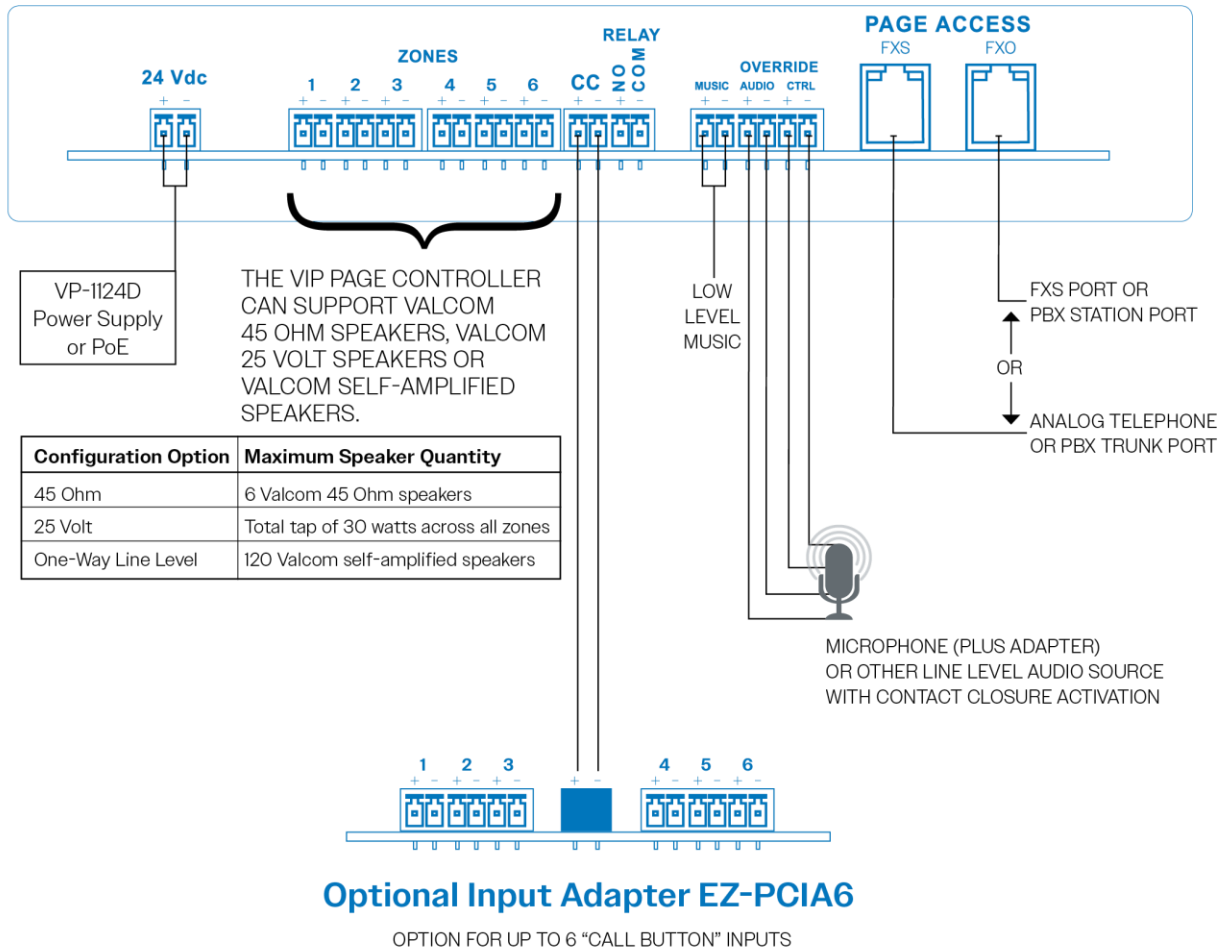 PAGE ACCESS
FXS FXO
RELAY
NO
COM
ZONES
24 Vdc
1 2 3 4 5 6
CC
OVERRIDE
MUSIC AUDIO CTRL
+ - + - + - + - + - + - + - + - + - + - + - + - + -
VP-1124D
Power Supply
or PoE
THE VIP PAGE CONTROLLER
CAN SUPPORT VALCOM
45 OHM SPEAKERS, VALCOM
25 VOLT SPEAKERS OR
VALCOM SELF-AMPLIFIED
SPEAKERS.
LOW
LEVEL
MUSIC
FXS PORT OR
PBX STATION PORT
OR
ANALOG TELEPHONE
OR PBX TRUNK PORT
Configuration Option Maximum Speaker Quantity
45 Ohm 6 Valcom 45 Ohm speakers
25 Volt Total tap of 30 watts across all zones
One-Way Line Level 120 Valcom self-amplified speakers
MICROPHONE (PLUS ADAPTER)
OR OTHER LINE LEVEL AUDIO SOURCE
WITH CONTACT CLOSURE ACTIVATION
1 2 3 4 5 6
+ - + - + - + - + - + - + -
Optional Input Adapter EZ-PCIA6
OPTION FOR UP TO 6 “CALL BUTTON” INPUTS